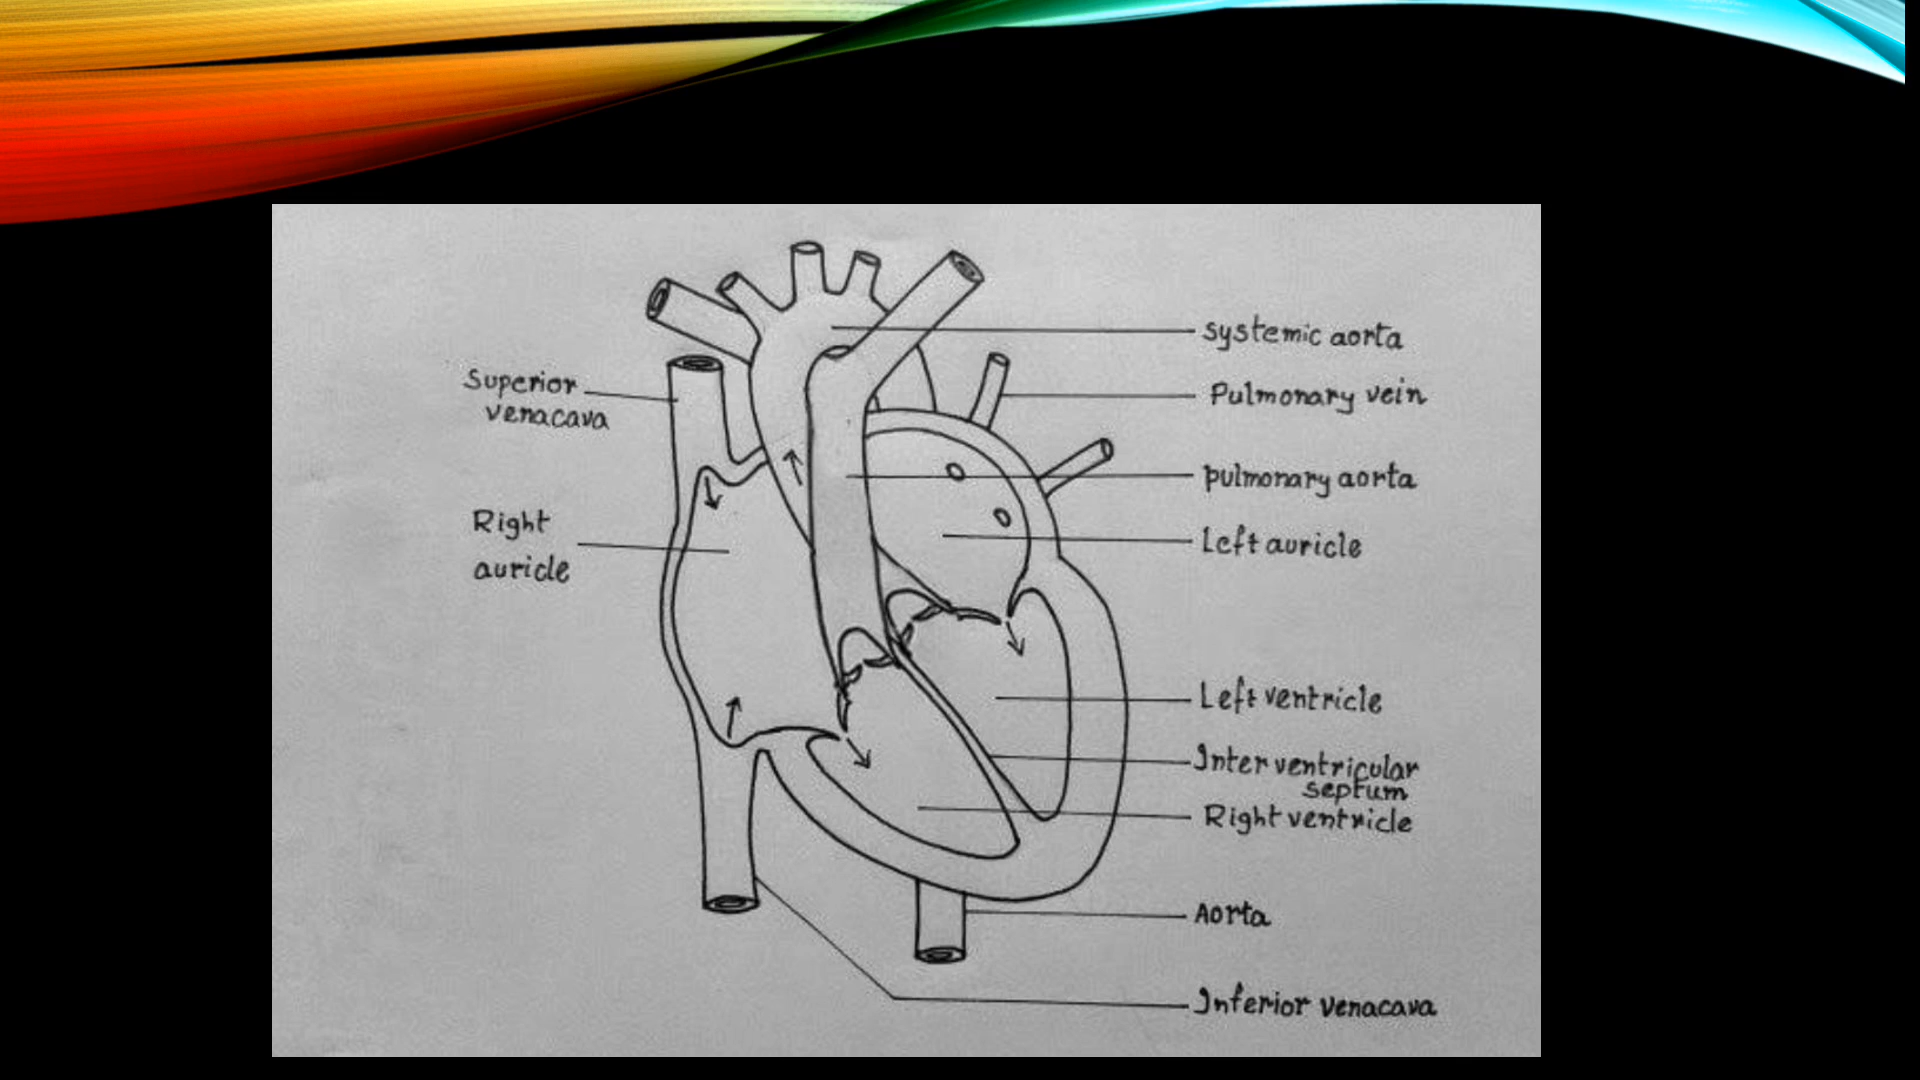 systemic aorta
Pulmonary vein
Superior
venacava
pulmonary aorta
Right
auricle
Left auricle
Left ventricle
Inter ventricular
septum
Right ventricle
Aorta
Inferior venacava